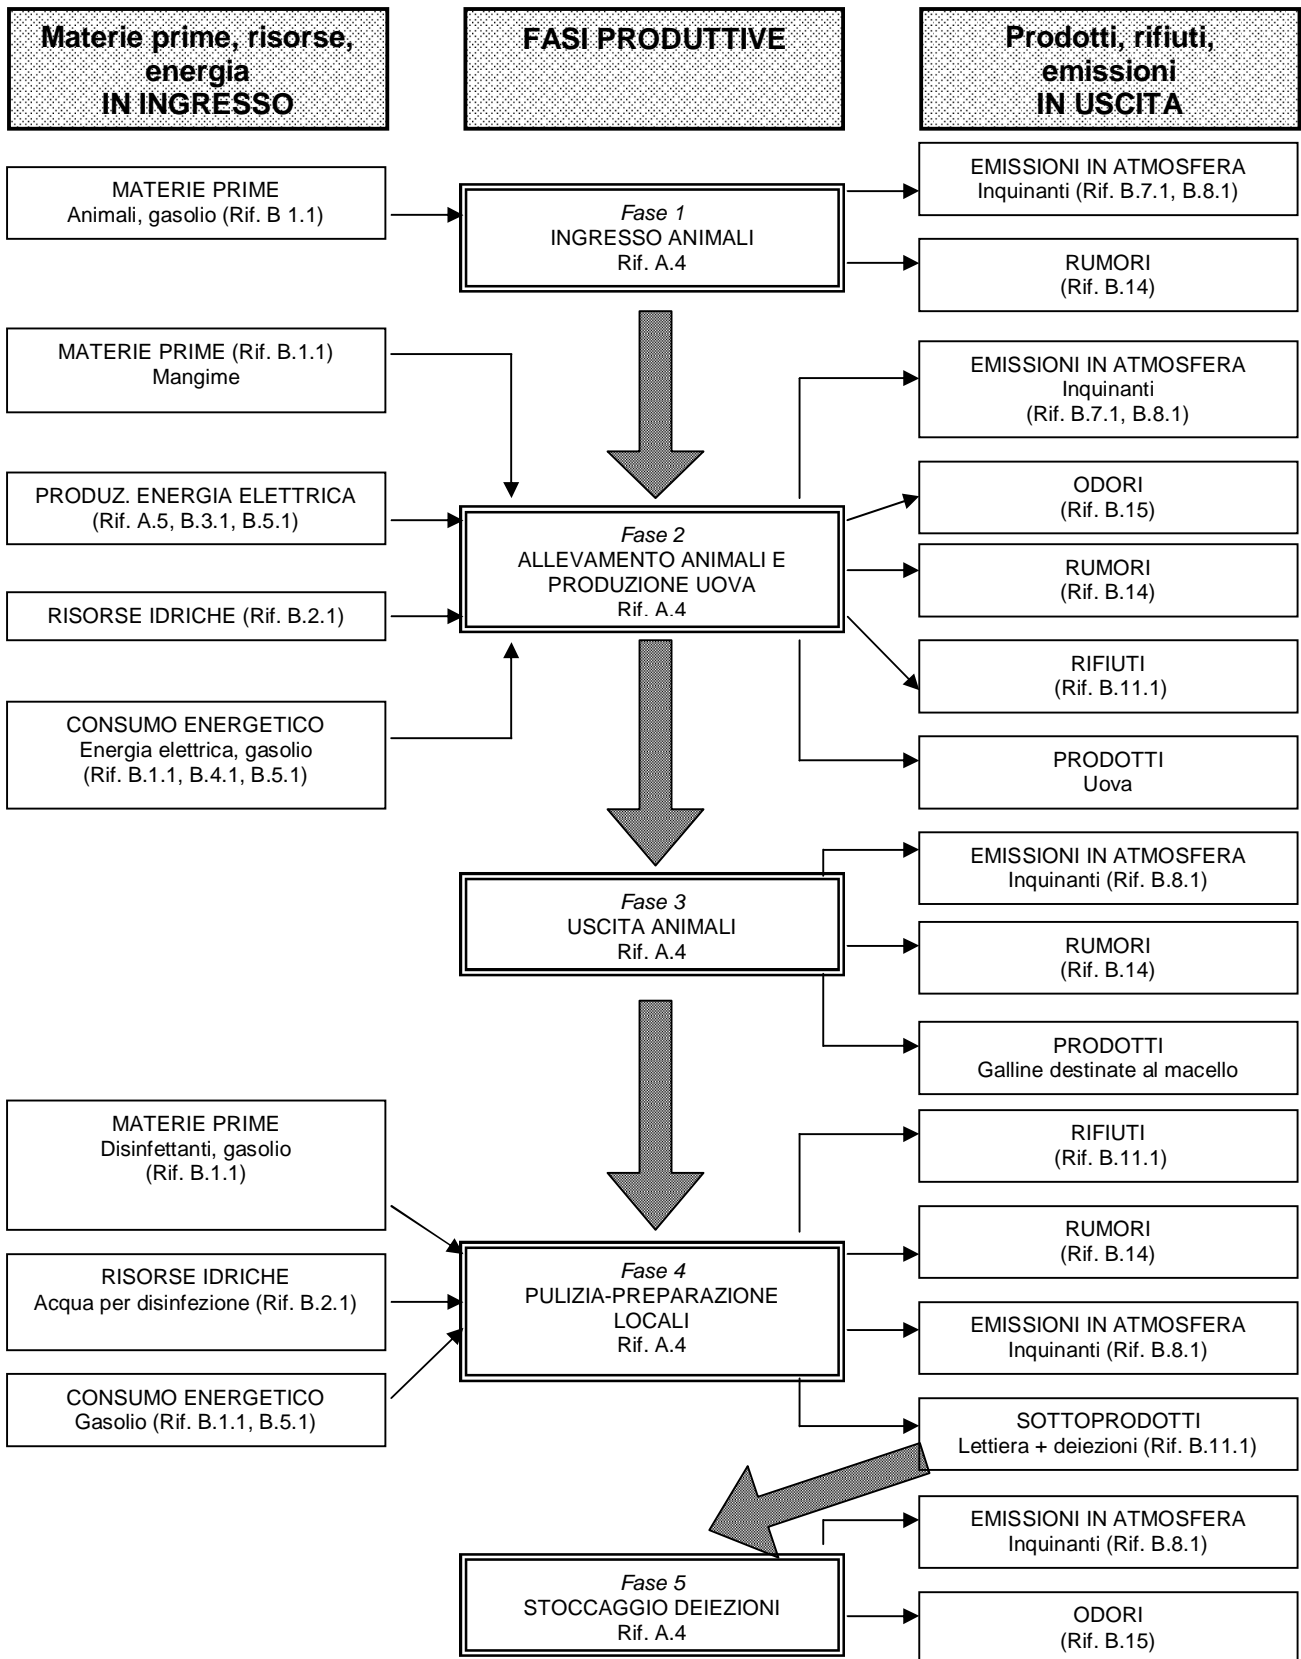 Materie prime, risorse,
energia
IN INGRESSO
FASI PRODUTTIVE
Prodotti, rifiuti,
emissioni
IN USCITA
MATERIE PRIME
Animali, gasolio (Rif. B 1.1)
Fase 1
INGRESSO ANIMALI
Rif. A.4
EMISSIONI IN ATMOSFERA
Inquinanti (Rif. B.7.1, B.8.1)
RUMORI
(Rif. B.14)
MATERIE PRIME (Rif. B.1.1)
Mangime
PRODUZ. ENERGIA ELETTRICA
(Rif. A.5, B.3.1, B.5.1)
RISORSE IDRICHE (Rif. B.2.1)
CONSUMO ENERGETICO
Energia elettrica, gasolio
(Rif. B.1.1, B.4.1, B.5.1)
Fase 2
ALLEVAMENTO ANIMALI E
PRODUZIONE UOVA
Rif. A.4
EMISSIONI IN ATMOSFERA
Inquinanti
(Rif. B.7.1, B.8.1)
ODORI
(Rif. B.15)
RUMORI
(Rif. B.14)
RIFIUTI
(Rif. B.11.1)
PRODOTTI
Uova
Fase 3
USCITA ANIMALI
Rif. A.4
EMISSIONI IN ATMOSFERA
Inquinanti (Rif. B.8.1)
RUMORI
(Rif. B.14)
PRODOTTI
Galline destinate al macello
MATERIE PRIME
Disinfettanti, gasolio
(Rif. B.1.1)
RISORSE IDRICHE
Acqua per disinfezione (Rif. B.2.1)
CONSUMO ENERGETICO
Gasolio (Rif. B.1.1, B.5.1)
Fase 4
PULIZIA-PREPARAZIONE
LOCALI
Rif. A.4
RIFIUTI
(Rif. B.11.1)
RUMORI
(Rif. B.14)
EMISSIONI IN ATMOSFERA
Inquinanti (Rif. B.8.1)
SOTTOPRODOTTI
Lettiera + deiezioni (Rif. B.11.1)
Fase 5
STOCCAGGIO DEIEZIONI
Rif. A.4
EMISSIONI IN ATMOSFERA
Inquinanti (Rif. B.8.1)
ODORI
(Rif. B.15)